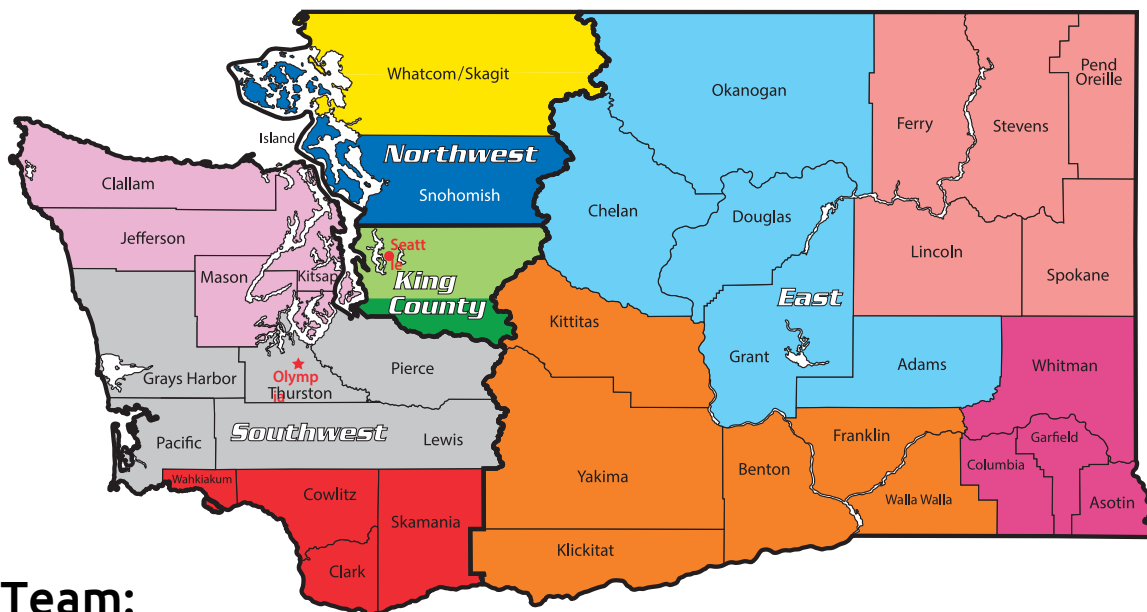 Whatcom/Skagit
Okanogan
Pend
Oreille
Ferry
Stevens
Island
Northwest
Snohomish
Clallam
Chelan
Douglas
Jefferson
Seatt
le
Lincoln
Mason
Kitsap
King
County
Spokane
East
Kittitas
Grant
Adams
Whitman
Grays Harbor
Olymp
ia
Thurston
Pierce
Pacific
Southwest
Lewis
Franklin
Garfield
Columbia
Wahkiakum
Cowlitz
Yakima
Benton
Walla Walla
Asotin
Skamania
Klickitat
Clark
Team: